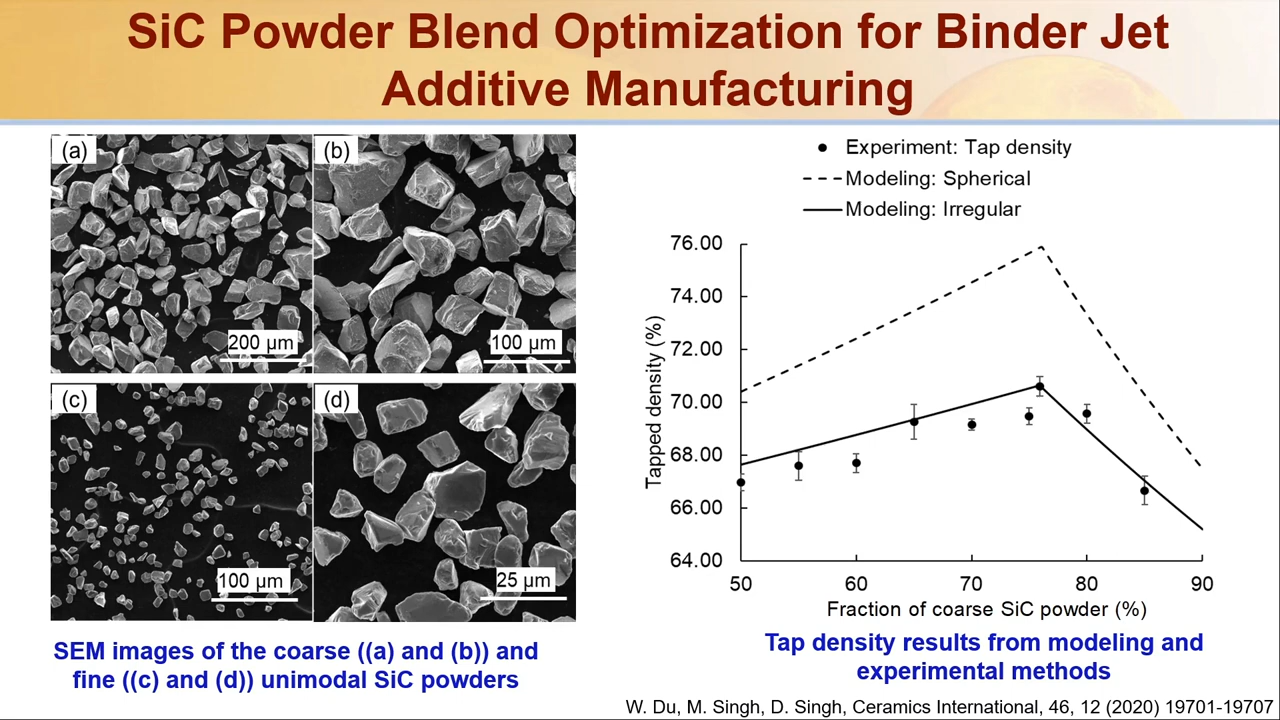 SiC Powder Blend Optimization for Binder Jet
Additive Manufacturing
(a)
200 µm
(b)
100 µm
(c)
100 µm
(d)
25 µm
SEM images of the coarse ((a) and (b)) and
fine ((c) and (d)) unimodal SiC powders
Experiment: Tap density
Modeling: Spherical
Modeling: Irregular
Tapped density (%)
76.00
74.00
72.00
70.00
68.00
66.00
64.00
50 60 70 80 90
Fraction of coarse SiC powder (%)
Tap density results from modeling and
experimental methods
W. Du, M. Singh, D. Singh, Ceramics International, 46, 12 (2020) 19701-19707